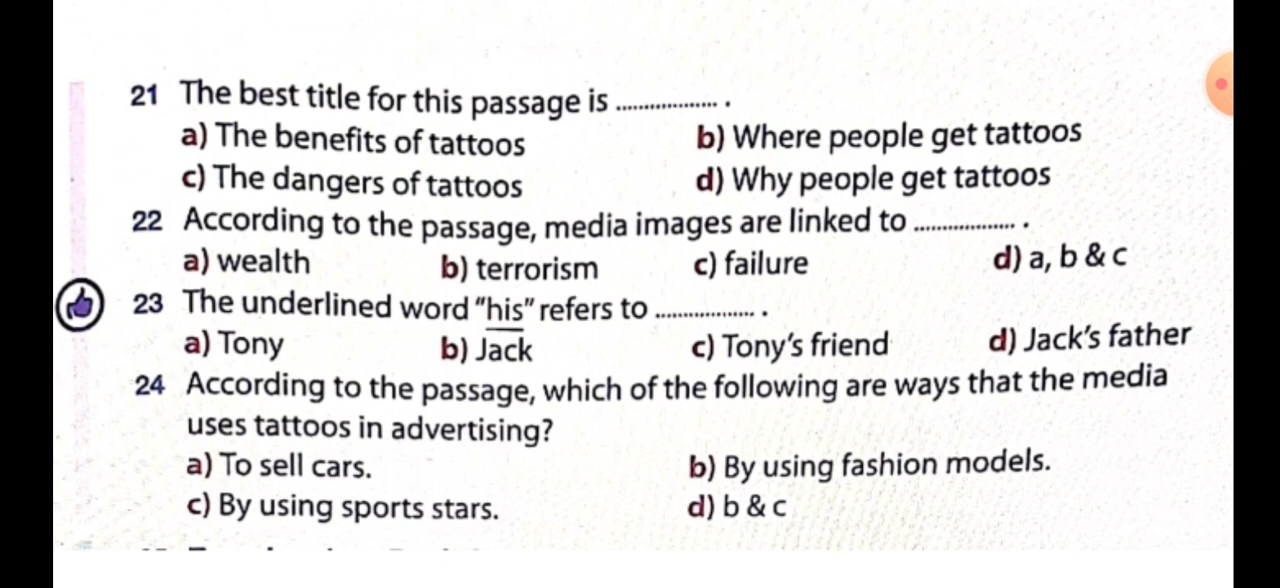 21 The best title for this passage is .................. .
a) The benefits of tattoos b) Where people get tattoos
c) The dangers of tattoos d) Why people get tattoos
22 According to the passage, media images are linked to .................. .
a) wealth b) terrorism c) failure d) a, b & c
23 The underlined word "his" refers to .................. .
a) Tony b) Jack c) Tony's friend d) Jack's father
24 According to the passage, which of the following are ways that the media
uses tattoos in advertising?
a) To sell cars. b) By using fashion models.
c) By using sports stars. d) b & c